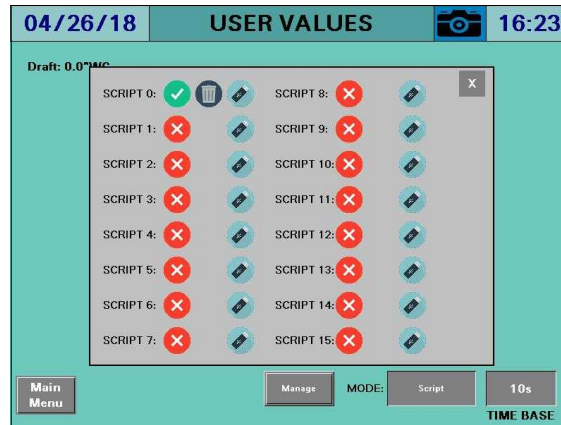 04/26/18 USER VALUES 16:23
Draft: 0.0"WC
X
SCRIPT 0: SCRIPT 8:
SCRIPT 1: SCRIPT 9:
SCRIPT 2: SCRIPT 10:
SCRIPT 3: SCRIPT 11:
SCRIPT 4: SCRIPT 12:
SCRIPT 5: SCRIPT 13:
SCRIPT 6: SCRIPT 14:
SCRIPT 7: SCRIPT 15:
Main Manage MODE: Script 10s
Menu
TIME BASE